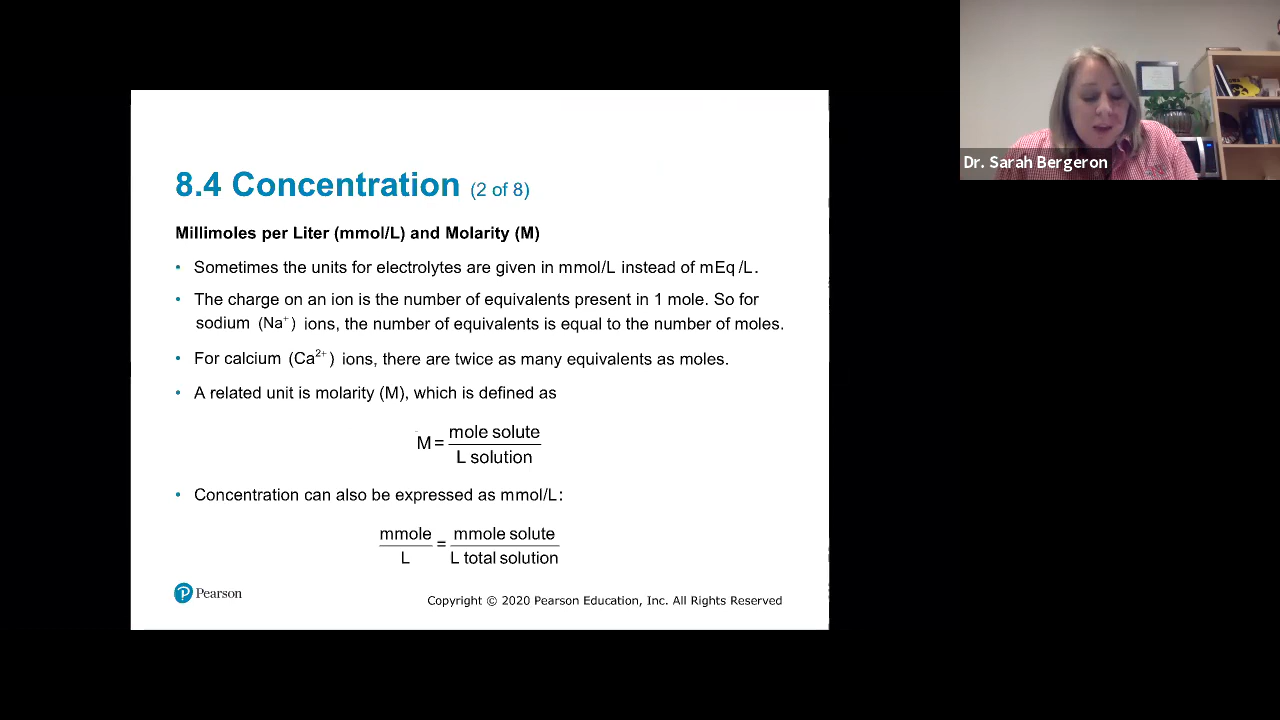 8.4 Concentration (2 of 8)
Millimoles per Liter (mmol/L) and Molarity (M)
• Sometimes the units for electrolytes are given in mmol/L instead of mEq /L.
• The charge on an ion is the number of equivalents present in 1 mole. So for
sodium (Na⁺) ions, the number of equivalents is equal to the number of moles.
• For calcium (Ca²⁺) ions, there are twice as many equivalents as moles.
• A related unit is molarity (M), which is defined as
M = mole solute / L solution
• Concentration can also be expressed as mmol/L:
mmole / L = mmole solute / L total solution
Pearson
Copyright © 2020 Pearson Education, Inc. All Rights Reserved
Dr. Sarah Bergeron